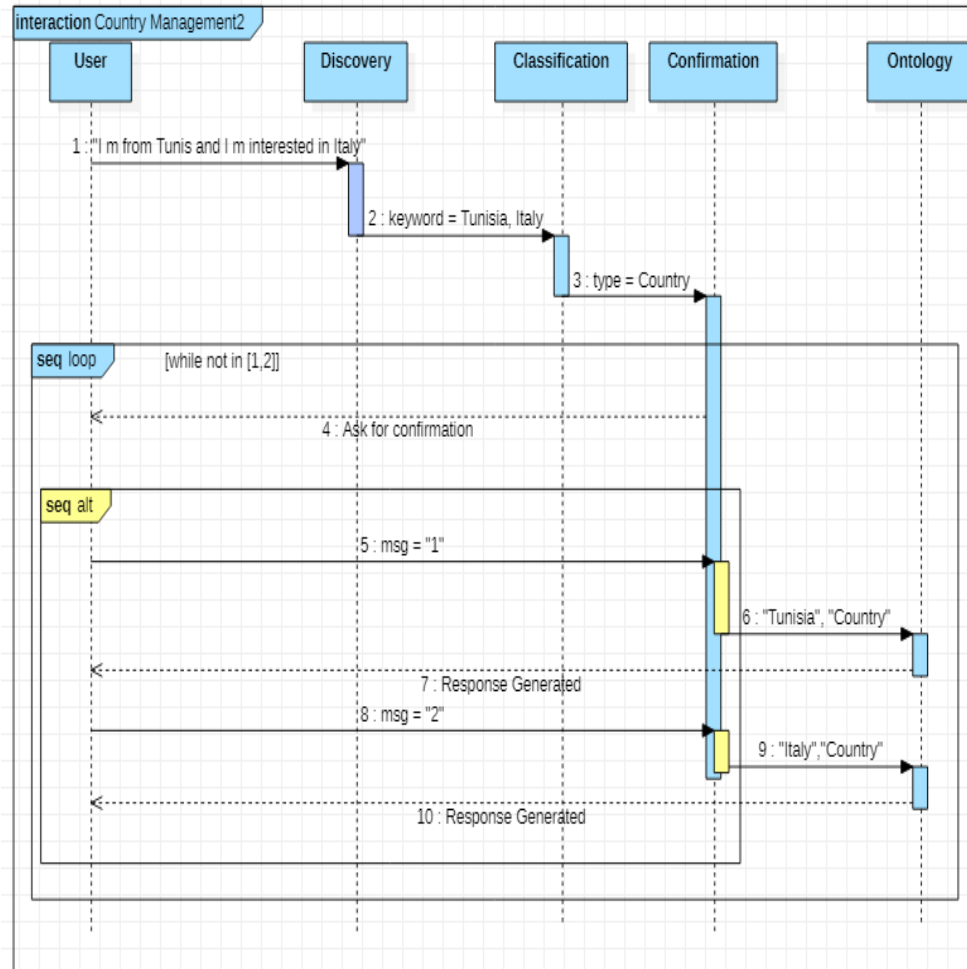 interaction Country Management2
User
Discovery
Classification
Confirmation
Ontology
1 : "I m from Tunis and I m interested in Italy"
2 : keyword = Tunisia, Italy
3 : type = Country
seq loop
[while not in [1,2]]
4 : Ask for confirmation
seq alt
5 : msg = "1"
6 : "Tunisia", "Country"
7 : Response Generated
8 : msg = "2"
9 : "Italy","Country"
10 : Response Generated